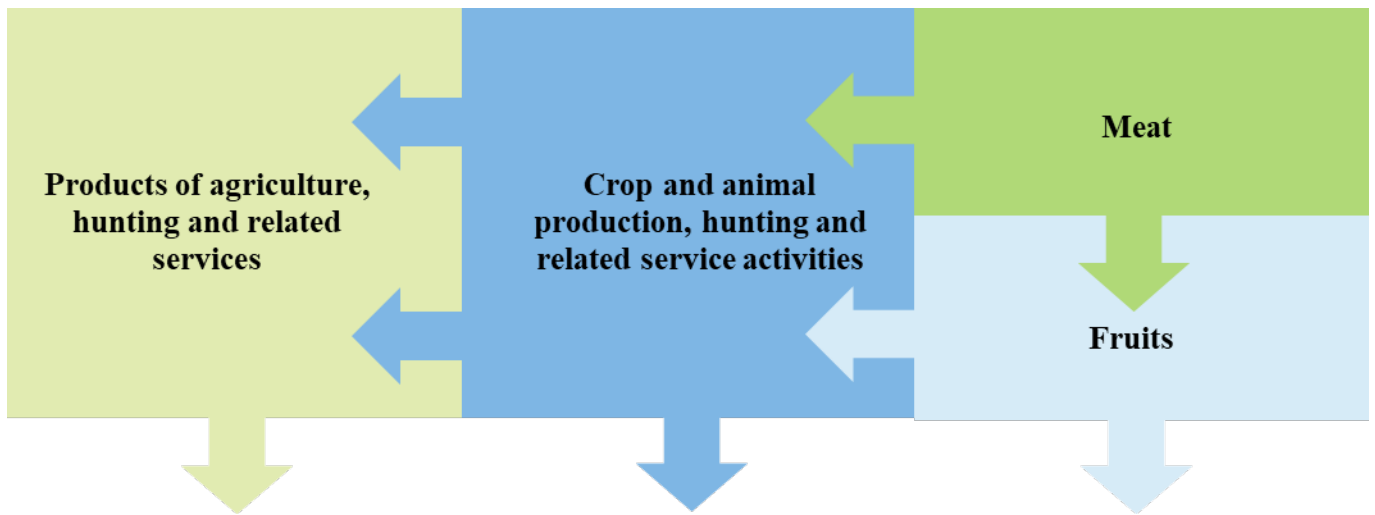 Products of agriculture,
hunting and related
services
Crop and animal
production, hunting and
related service activities
Meat
Fruits